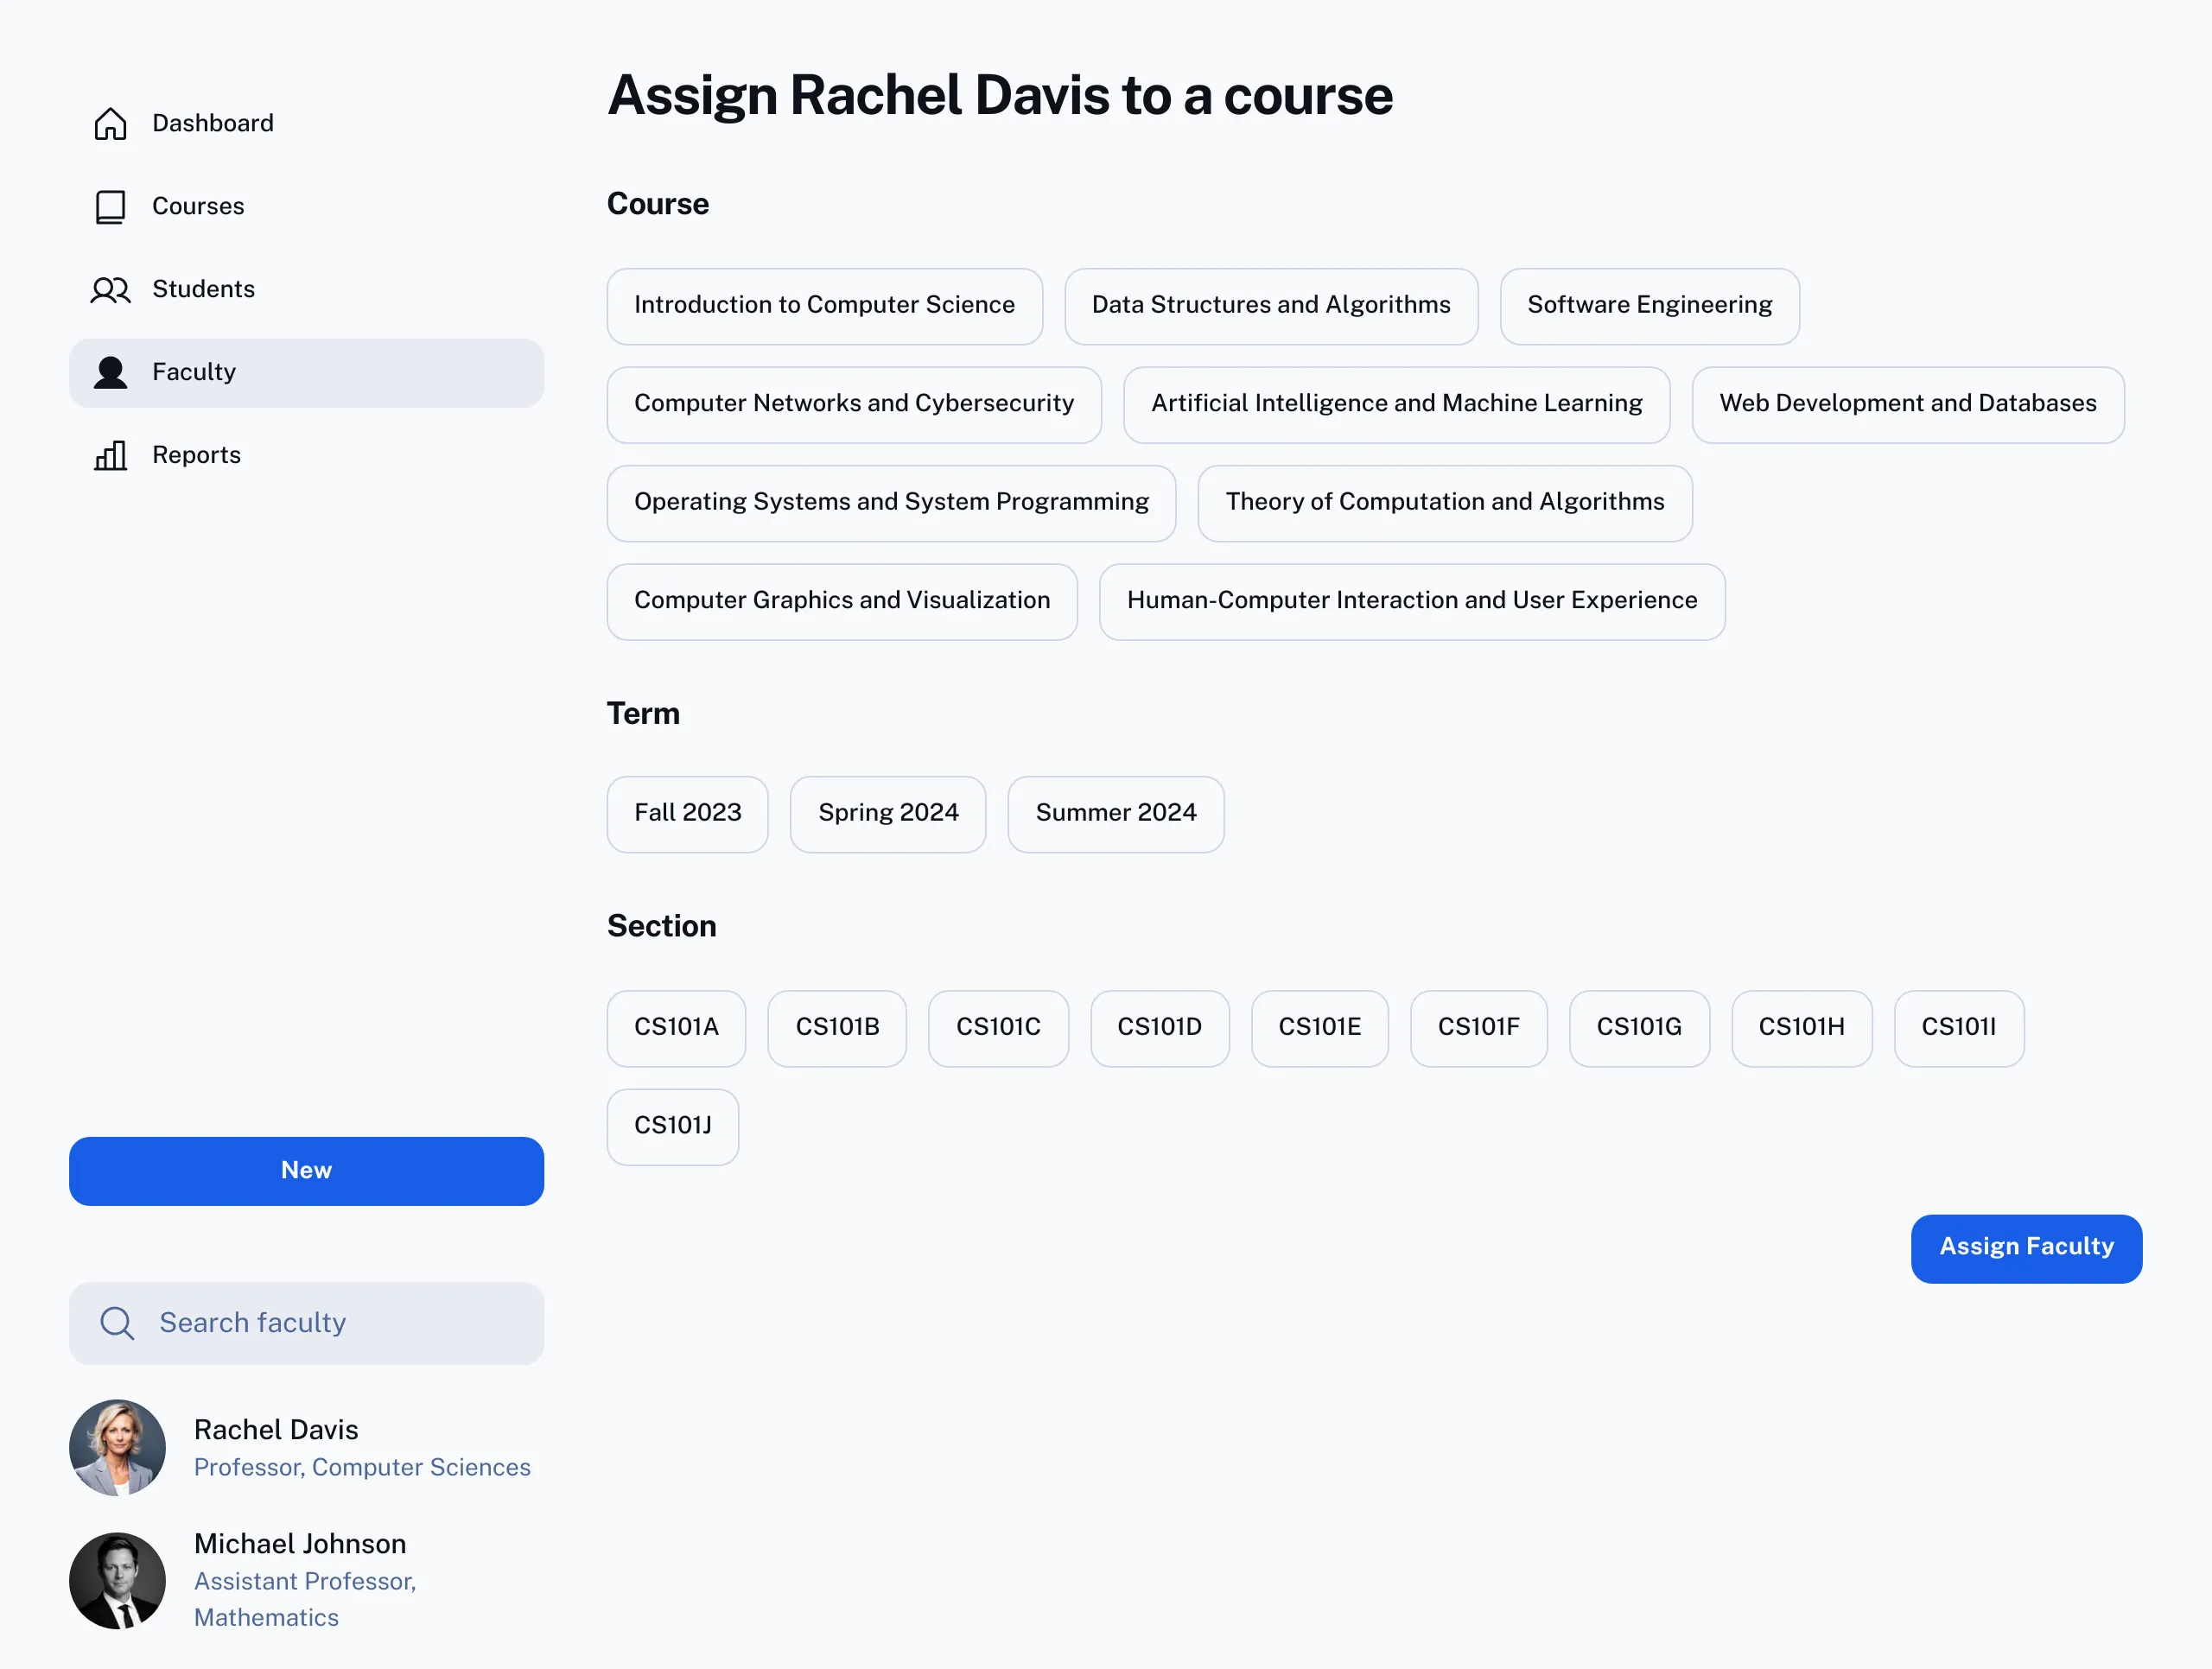 Dashboard
Courses
Students
Faculty
Reports
New
Search faculty
Rachel Davis
Professor, Computer Sciences
Michael Johnson
Assistant Professor,
Mathematics
Assign Rachel Davis to a course
Course
Introduction to Computer Science
Data Structures and Algorithms
Software Engineering
Computer Networks and Cybersecurity
Artificial Intelligence and Machine Learning
Web Development and Databases
Operating Systems and System Programming
Theory of Computation and Algorithms
Computer Graphics and Visualization
Human-Computer Interaction and User Experience
Term
Fall 2023
Spring 2024
Summer 2024
Section
CS101A
CS101B
CS101C
CS101D
CS101E
CS101F
CS101G
CS101H
CS101I
CS101J
Assign Faculty